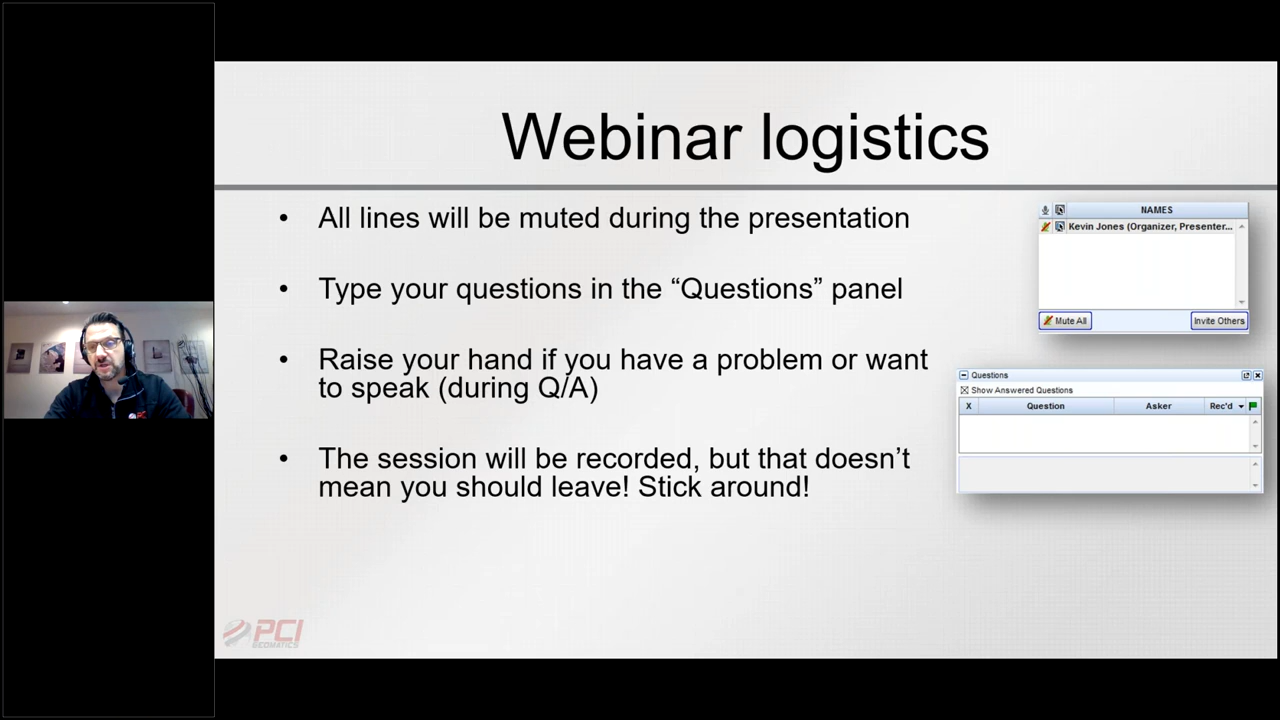 Webinar logistics
• All lines will be muted during the presentation
• Type your questions in the “Questions” panel
• Raise your hand if you have a problem or want
to speak (during Q/A)
• The session will be recorded, but that doesn’t
mean you should leave! Stick around!
NAMES
Kevin Jones (Organizer, Presenter...
Mute All
Invite Others
Questions
Show Answered Questions
X Question Asker Rec'd
PCI
GEOMATICS